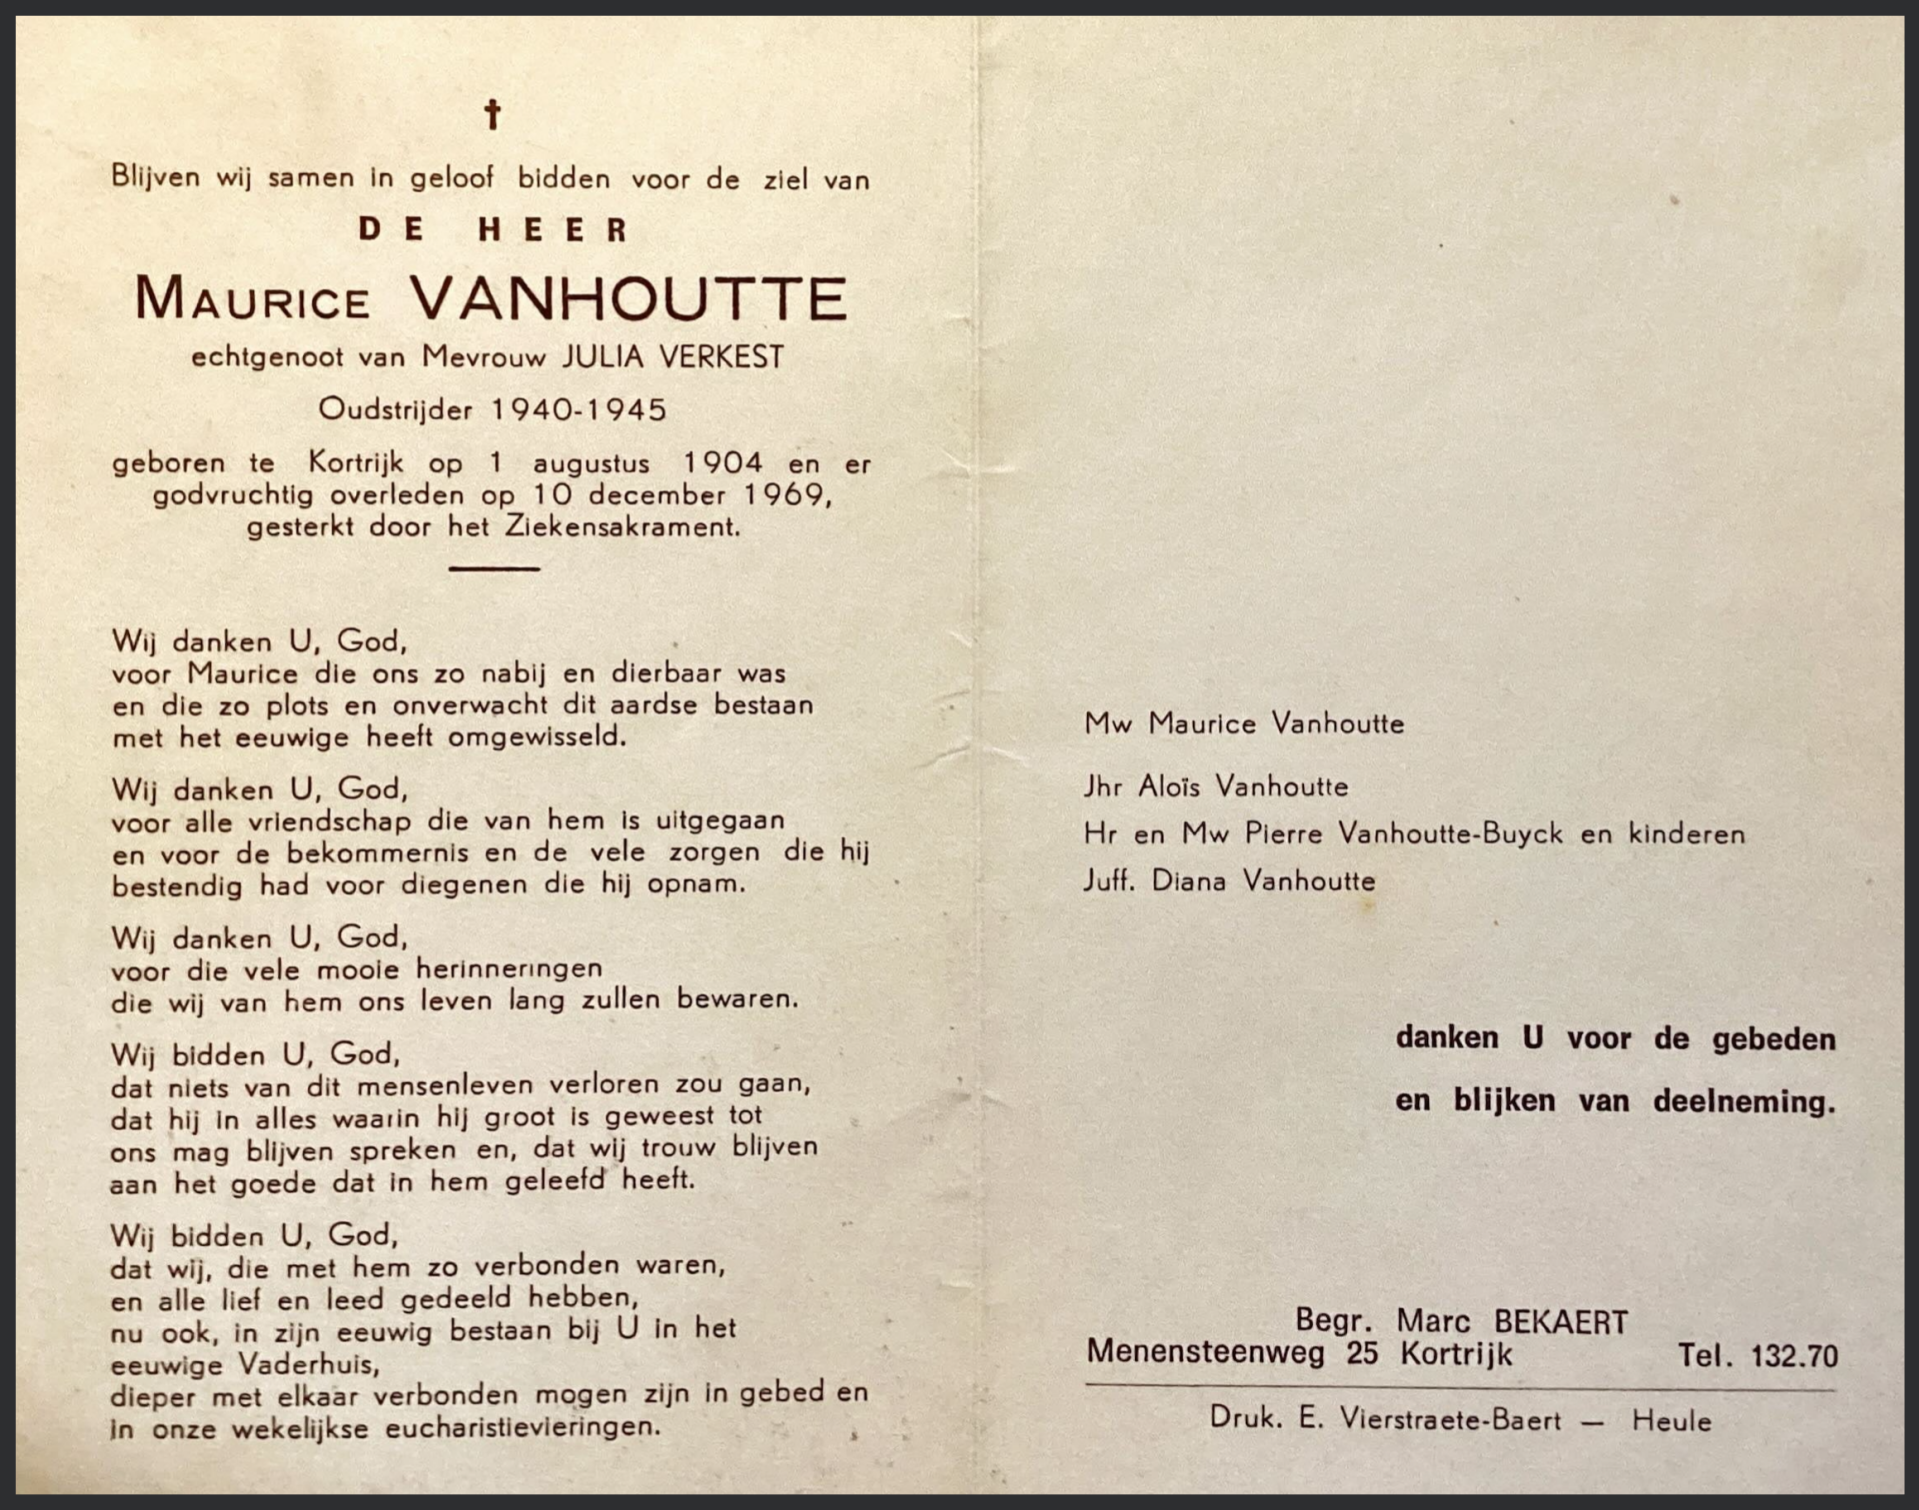 †
Blijven wij samen in geloof bidden voor de ziel van
DE HEER
MAURICE VANHOUTTE
echtgenoot van Mevrouw JULIA VERKEST
Oudstrijder 1940-1945
geboren te Kortrijk op 1 augustus 1904 en er
godvruchtig overleden op 10 december 1969,
gesterkt door het Ziekensakrament.
Wij danken U, God,
voor Maurice die ons zo nabij en dierbaar was
en die zo plots en onverwacht dit aardse bestaan
met het eeuwige heeft omgewisseld.
Wij danken U, God,
voor alle vriendschap die van hem is uitgegaan
en voor de bekommernis en de vele zorgen die hij
bestendig had voor diegenen die hij opnam.
Wij danken U, God,
voor die vele mooie herinneringen
die wij van hem ons leven lang zullen bewaren.
Wij bidden U, God,
dat niets van dit mensenleven verloren zou gaan,
dat hij in alles waarin hij groot is geweest tot
ons mag blijven spreken en, dat wij trouw blijven
aan het goede dat in hem geleefd heeft.
Wij bidden U, God,
dat wij, die met hem zo verbonden waren,
en alle lief en leed gedeeld hebben,
nu ook, in zijn eeuwig bestaan bij U in het
eeuwige Vaderhuis,
dieper met elkaar verbonden mogen zijn in gebed en
in onze wekelijkse eucharistievieringen.
Mw Maurice Vanhoutte
Jhr Aloïs Vanhoutte
Hr en Mw Pierre Vanhoutte-Buyck en kinderen
Juff. Diana Vanhoutte
danken U voor de gebeden
en blijken van deelneming.
Begr. Marc BEKAERT
Menensteenweg 25 Kortrijk Tel. 132.70
Druk. E. Vierstraete-Baert — Heule